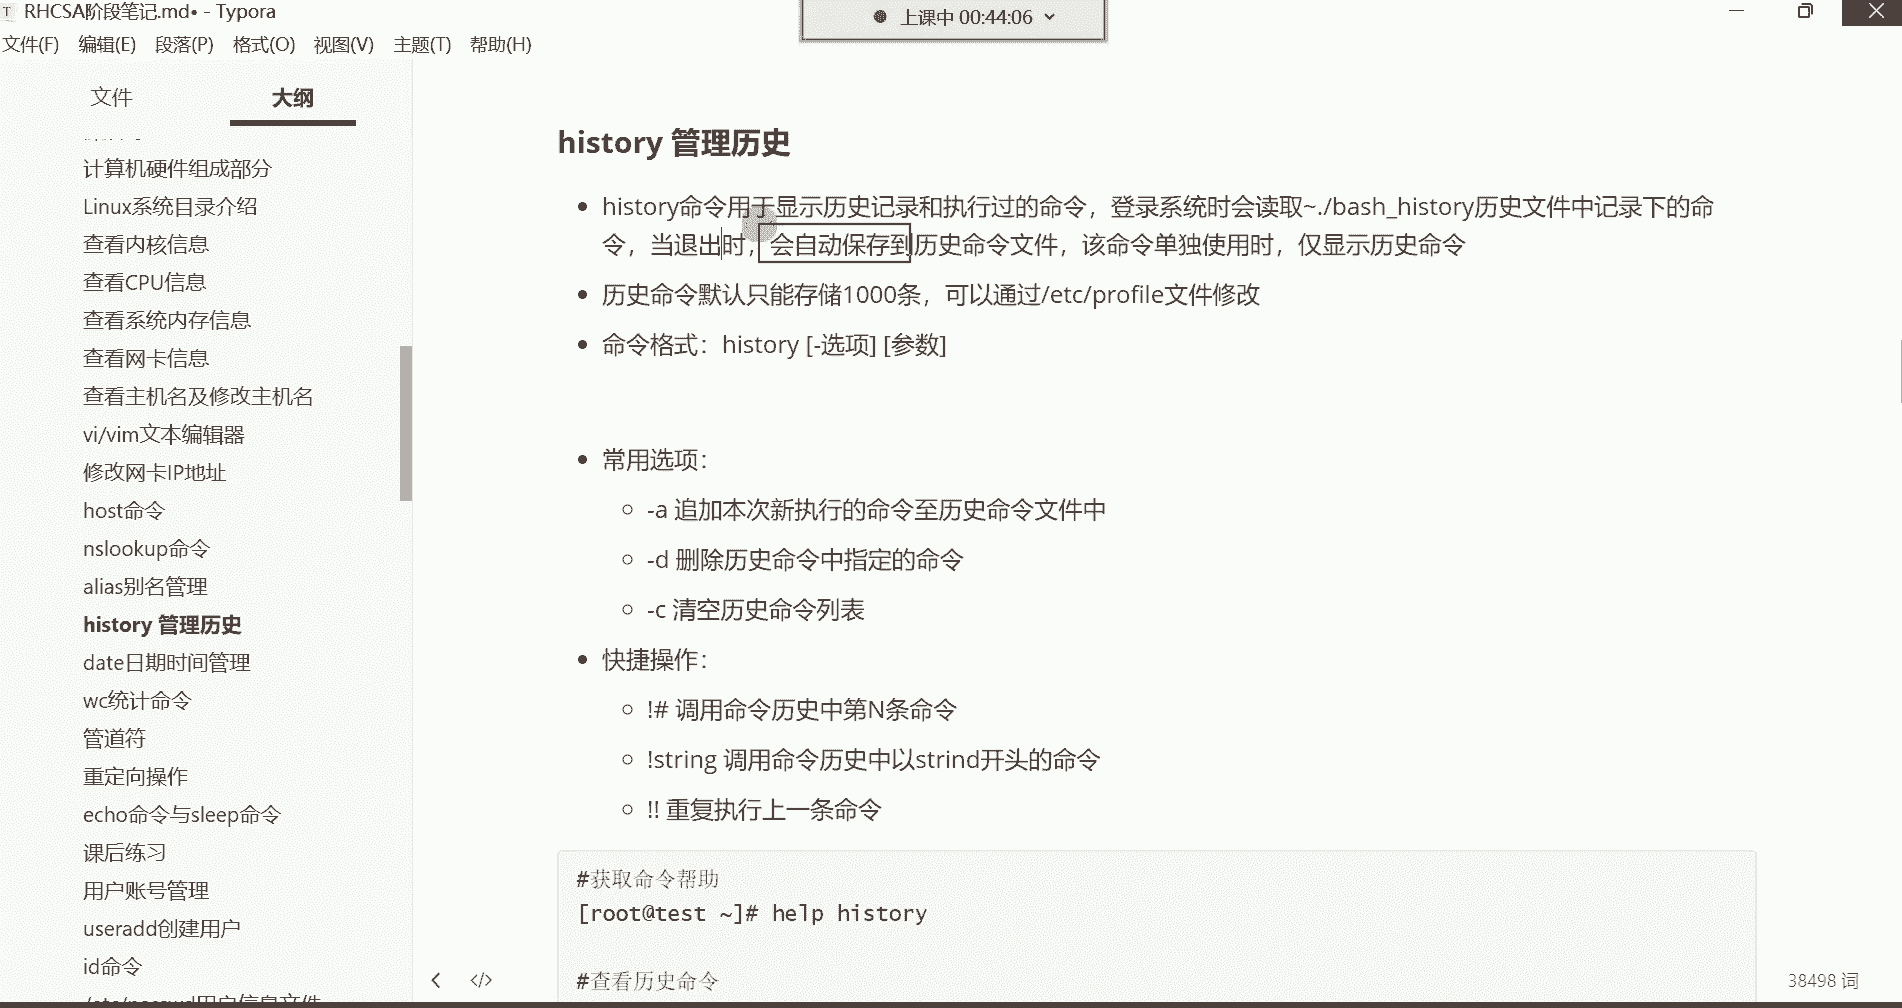 RHCSA阶段笔记.md• - Typora
上课中 00:44:06
文件(F) 编辑(E) 段落(P) 格式(O) 视图(V) 主题(T) 帮助(H)
文件 大纲
计算机硬件组成部分
Linux系统目录介绍
查看内核信息
查看CPU信息
查看系统内存信息
查看网卡信息
查看主机名及修改主机名
vi/vim文本编辑器
修改网卡IP地址
host命令
nslookup命令
alias别名管理
history 管理历史
date日期时间管理
wc统计命令
管道符
重定向操作
echo命令与sleep命令
课后练习
用户账号管理
useradd创建用户
id命令
/etc/passwd用户信息文件
history 管理历史
history命令用于显示历史记录和执行过的命令，登录系统时会读取~./bash_history历史文件中记录下的命
令，当退出时，会自动保存到历史命令文件，该命令单独使用时，仅显示历史命令
历史命令默认只能存储1000条，可以通过/etc/profile文件修改
命令格式：history [-选项] [参数]
常用选项：
-a 追加本次新执行的命令至历史命令文件中
-d 删除历史命令中指定的命令
-c 清空历史命令列表
快捷操作：
!# 调用命令历史中第N条命令
!string 调用命令历史中以strind开头的命令
!! 重复执行上一条命令
#获取命令帮助
[root@test ~]# help history
#查看历史命令
38498 词